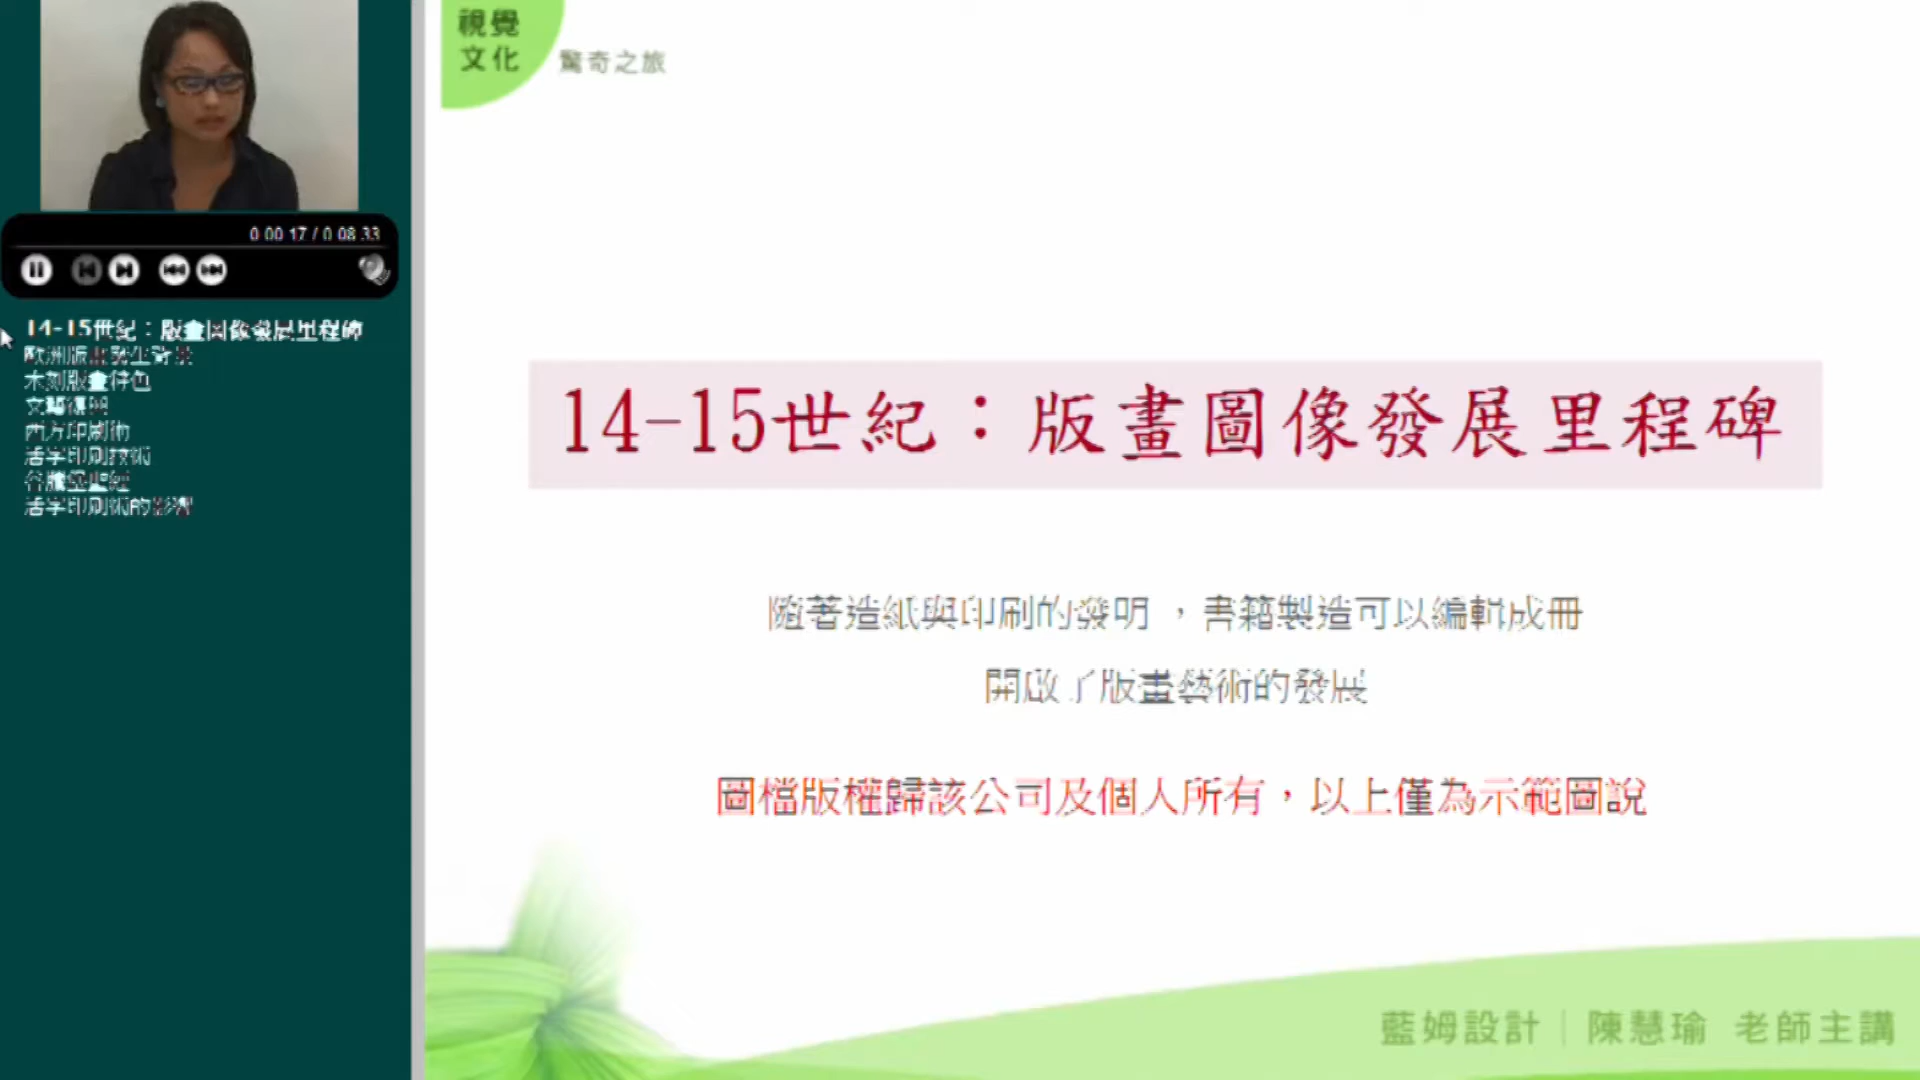 視覺
文化
驚奇之旅
0:00:17 / 0:08:33
14-15世紀：版畫圖像發展里程碑
歐洲版畫發生背景
木刻版畫特色
文藝復興
西方印刷術
活字印刷技術
谷騰堡聖經
活字印刷術的影響
14-15世紀：版畫圖像發展里程碑
隨著造紙與印刷的發明，書籍製造可以編輯成冊
開啟了版畫藝術的發展
圖檔版權歸該公司及個人所有，以上僅為示範圖說
藍姆設計｜陳慧瑜 老師主講